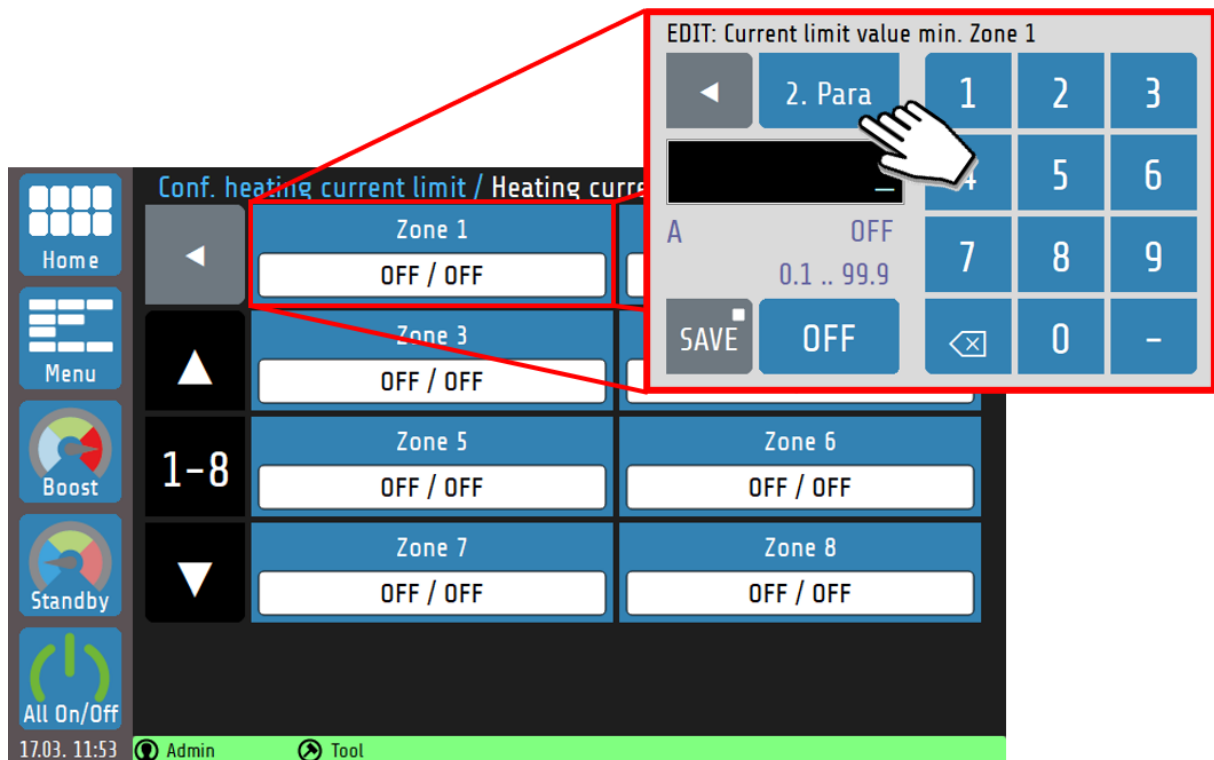 EDIT: Current limit value min. Zone 1
2. Para
1
2
3
5
6
A
OFF
0.1 .. 99.9
7
8
9
SAVE
OFF
0
-
Conf. heating current limit / Heating curre
Home
Menu
Boost
Standby
All On/Off
17.03. 11:53
1-8
Zone 1
OFF / OFF
Zone 3
OFF / OFF
Zone 5
OFF / OFF
Zone 6
OFF / OFF
Zone 7
OFF / OFF
Zone 8
OFF / OFF
Admin
Tool